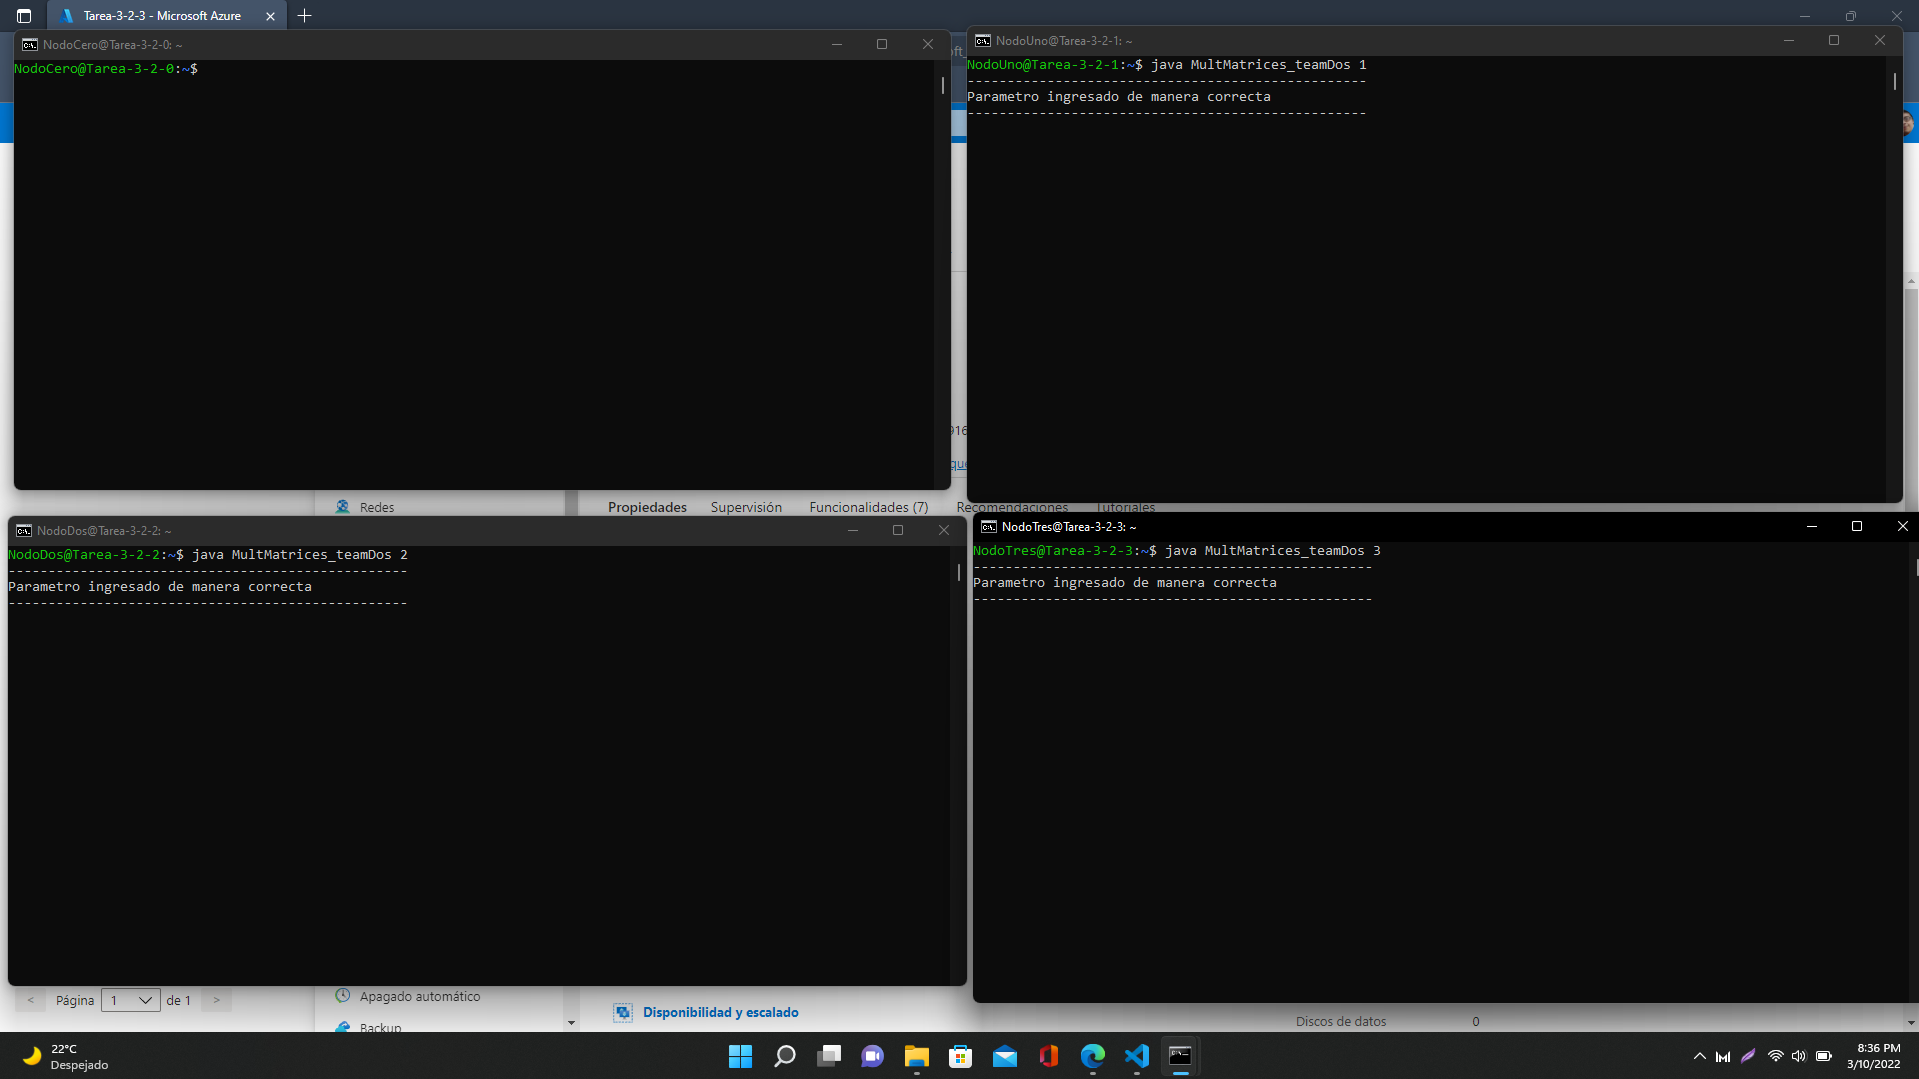 Tarea-3-2-3 - Microsoft Azure
NodoCero@Tarea-3-2-0: ~
NodoCero@Tarea-3-2-0:~$
NodoUno@Tarea-3-2-1: ~
NodoUno@Tarea-3-2-1:~$ java MultMatrices_teamDos 1
--------------------------------------------------
Parametro ingresado de manera correcta
--------------------------------------------------
916
Redes
Propiedades
Supervisión
Funcionalidades (7)
Recomendaciones
Tutoriales
NodoDos@Tarea-3-2-2: ~
NodoDos@Tarea-3-2-2:~$ java MultMatrices_teamDos 2
--------------------------------------------------
Parametro ingresado de manera correcta
--------------------------------------------------
NodoTres@Tarea-3-2-3: ~
NodoTres@Tarea-3-2-3:~$ java MultMatrices_teamDos 3
--------------------------------------------------
Parametro ingresado de manera correcta
--------------------------------------------------
< Página 1 de 1 >
Apagado automático
Backup
Disponibilidad y escalado
Discos de datos 0
22°C
Despejado
8:36 PM
3/10/2022